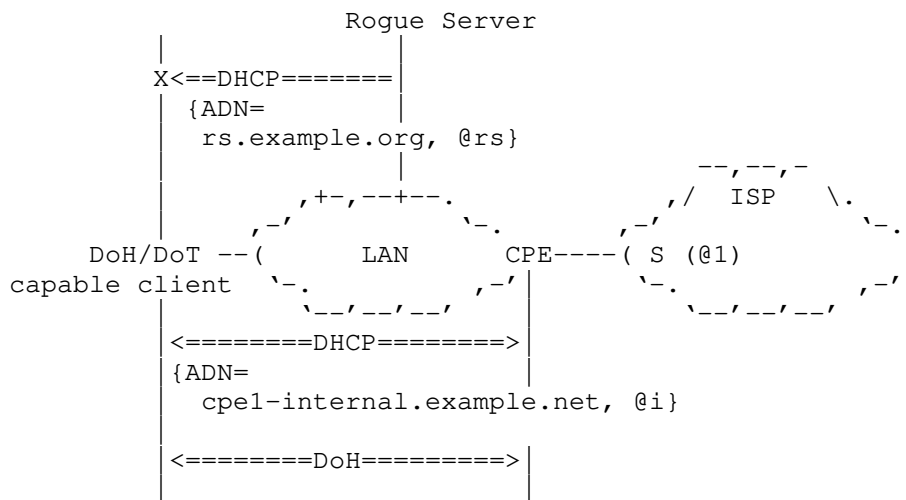 Rogue Server
X<==DHCP=======
{ADN=
rs.example.org, @rs}
--,--,-
,+-,--+--. ,/ ISP \.
,-' '-. ,-' '-.
DoH/DoT --( LAN CPE----( S (@1)
capable client '-. ,-' '-. ,-'
'--'--'--' '--'--'--'
<========DHCP========>
{ADN=
cpe1-internal.example.net, @i}
<========DoH=========>